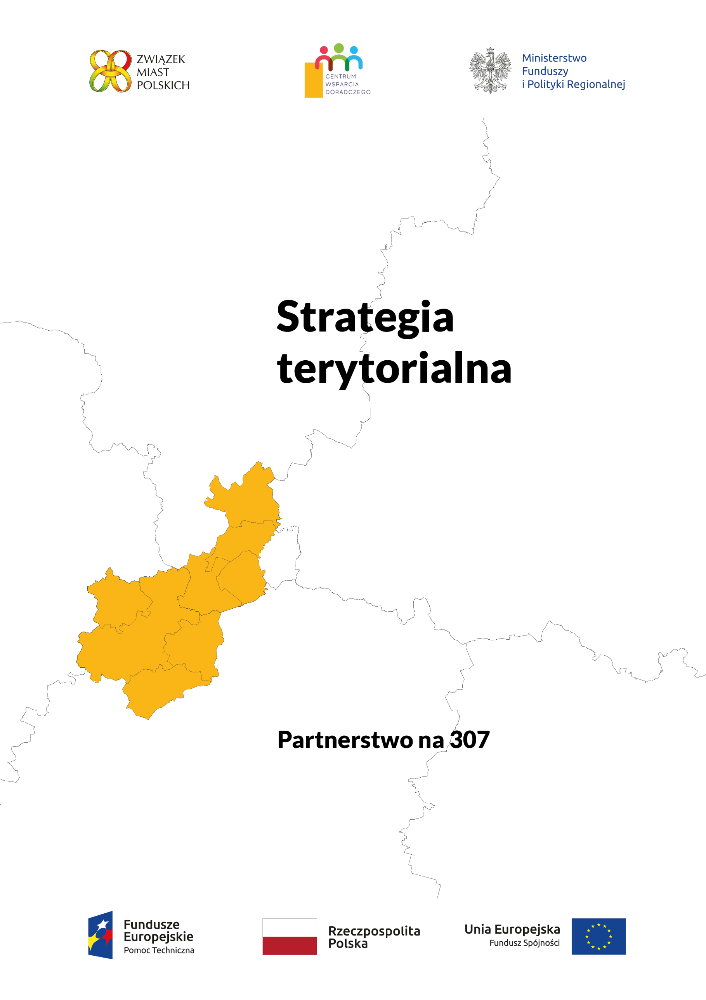 ZWIĄZEK
MIAST
POLSKICH
CENTRUM
WSPARCIA
DORADCZEGO
Ministerstwo
Funduszy
i Polityki Regionalnej
Strategia
terytorialna
Partnerstwo na 307
Fundusze
Europejskie
Pomoc Techniczna
Rzeczpospolita
Polska
Unia Europejska
Fundusz Spójności